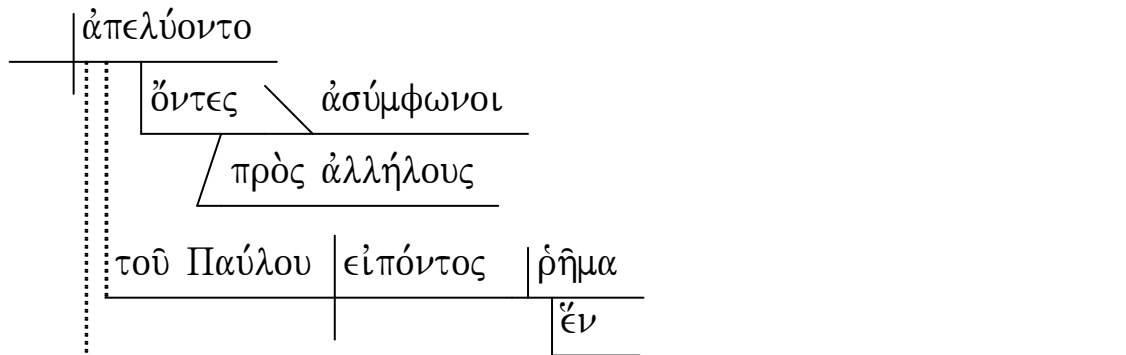 ἀπελύοντο
ὄντες ἀσύμφωνοι
πρὸς ἀλλήλους
τοῦ Παύλου εἰπόντος ῥῆμα
ἕν